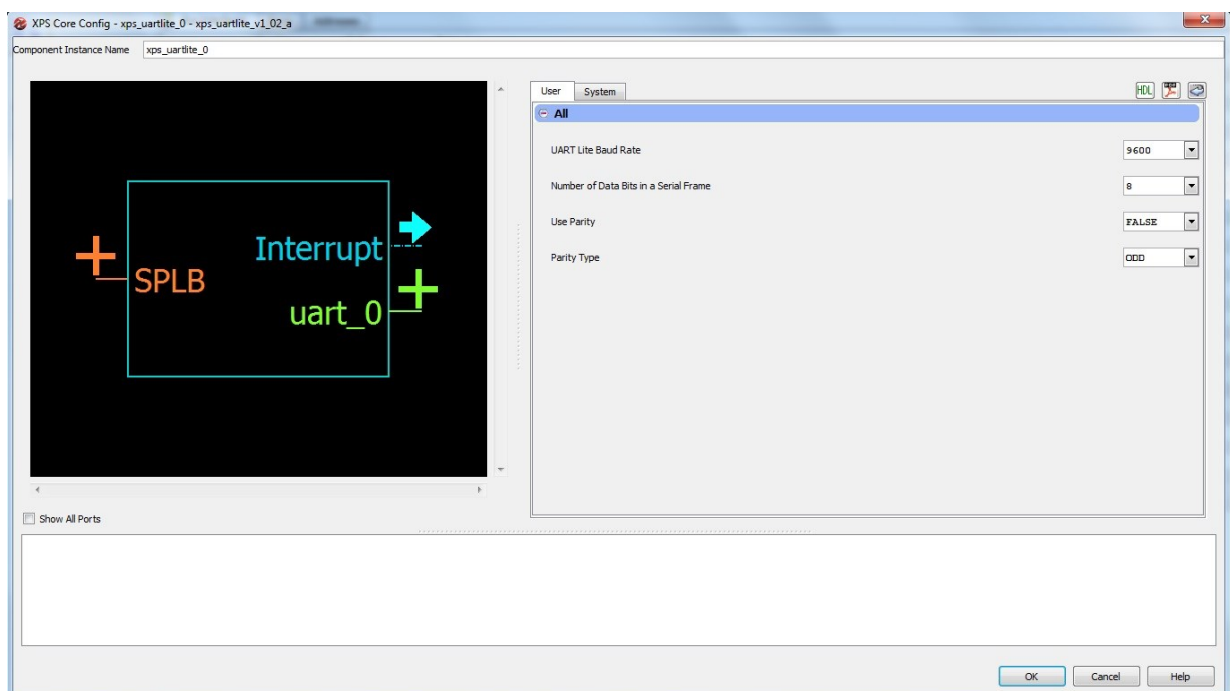 XPS Core Config - xps_uartlite_0 - xps_uartlite_v1_02_a
Component Instance Name xps_uartlite_0
User System HDL
All
UART Lite Baud Rate 9600
Number of Data Bits in a Serial Frame 8
Use Parity FALSE
Parity Type ODD
Interrupt
SPLB
uart_0
Show All Ports
OK Cancel Help